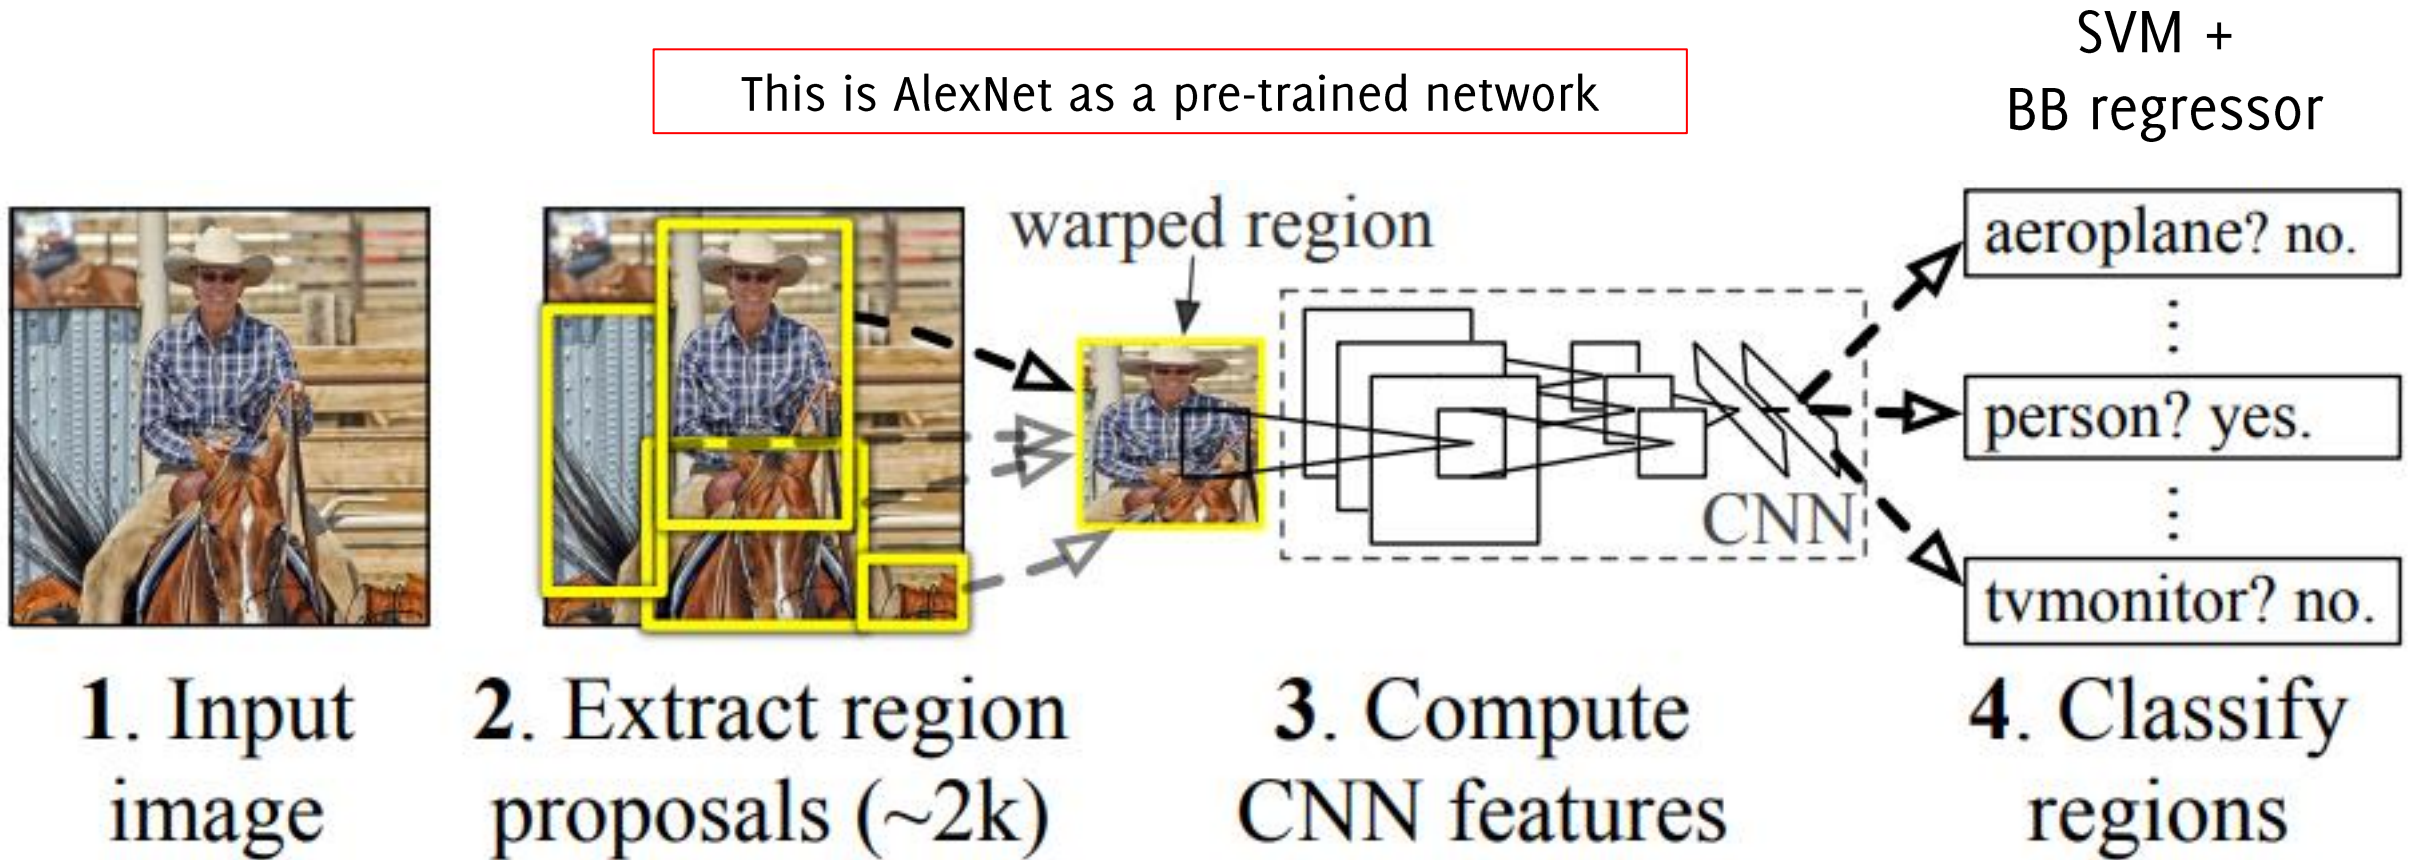 SVM +
BB regressor
This is AlexNet as a pre-trained network
warped region
aeroplane? no.
person? yes.
CNN
tvmonitor? no.
1. Input
image
2. Extract region
proposals (~2k)
3. Compute
CNN features
4. Classify
regions